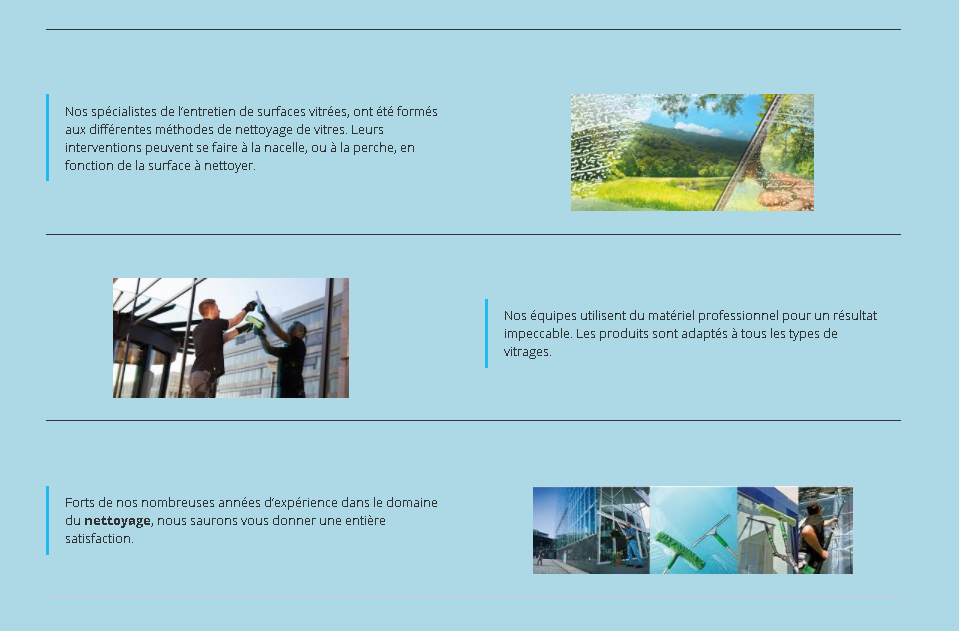 Nos spécialistes de l'entretien de surfaces vitrées, ont été formés
aux différentes méthodes de nettoyage de vitres. Leurs
interventions peuvent se faire à la nacelle, ou à la perche, en
fonction de la surface à nettoyer.
Nos équipes utilisent du matériel professionnel pour un résultat
impeccable. Les produits sont adaptés à tous les types de
vitrages.
Forts de nos nombreuses années d'expérience dans le domaine
du nettoyage, nous saurons vous donner une entière
satisfaction.